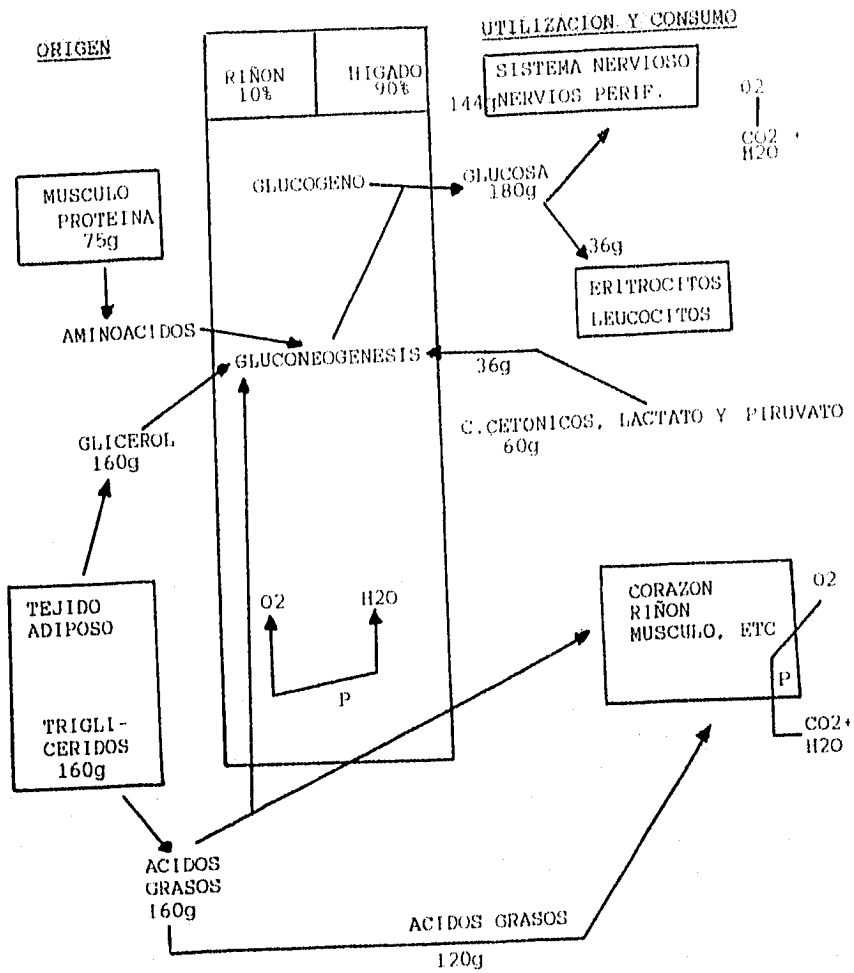 ORIGEN
UTILIZACION Y CONSUMO
RIÑON
10%
HIGADO
90%
SISTEMA NERVIOSO
144g NERVIOS PERIF.
O2
CO2 +
H2O
MUSCULO
PROTEINA
75g
GLUCOGENO
GLUCOSA
180g
36g
ERITROCITOS
LEUCOCITOS
AMINOACIDOS
GLUCONEOGENESIS
36g
C.CETONICOS, LACTATO Y PIRUVATO
60g
GLICEROL
160g
TEJIDO
ADIPOSO
TRIGLI-
CERIDOS
160g
O2
H2O
P
CORAZON
RIÑON
MUSCULO, ETC
O2
P
CO2+
H2O
ACIDOS
GRASOS
160g
ACIDOS GRASOS
120g